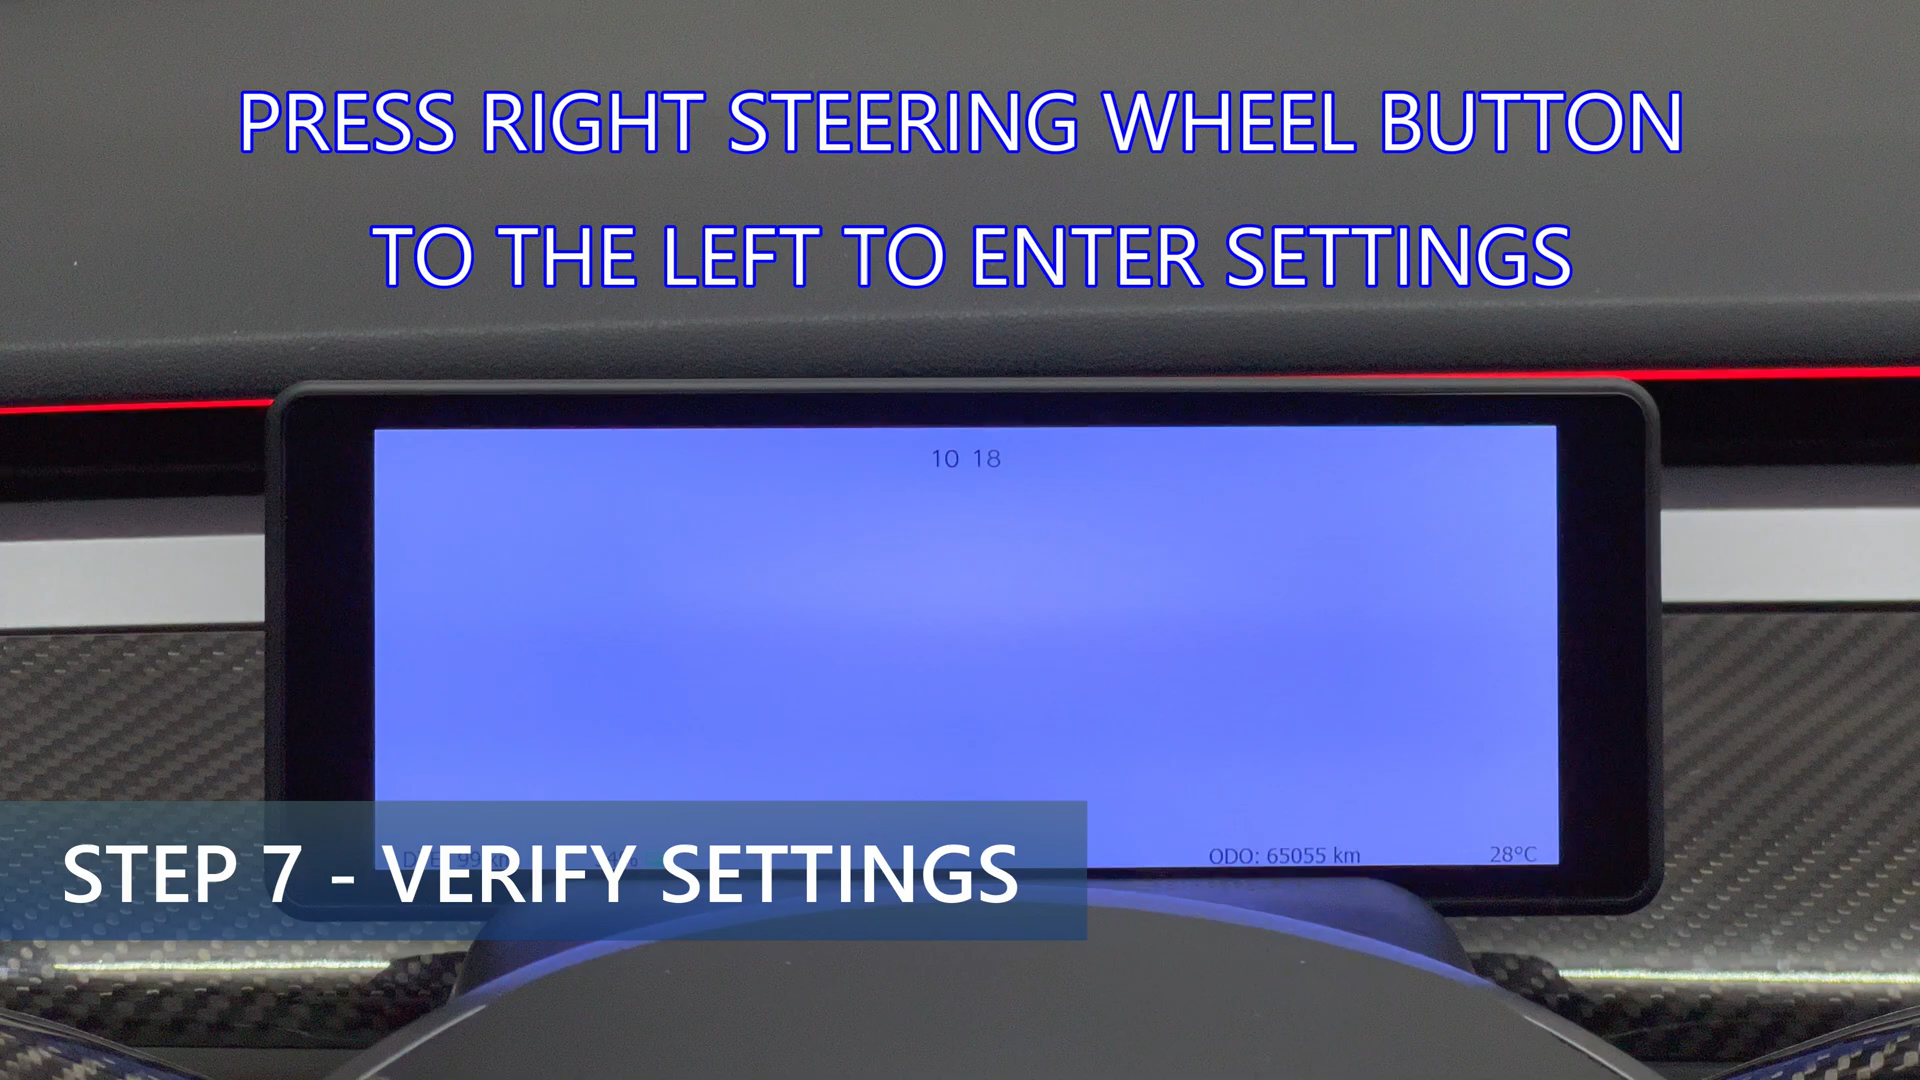 PRESS RIGHT STEERING WHEEL BUTTON
TO THE LEFT TO ENTER SETTINGS
10 18
ODO: 65055 km 28°C
STEP 7 - VERIFY SETTINGS